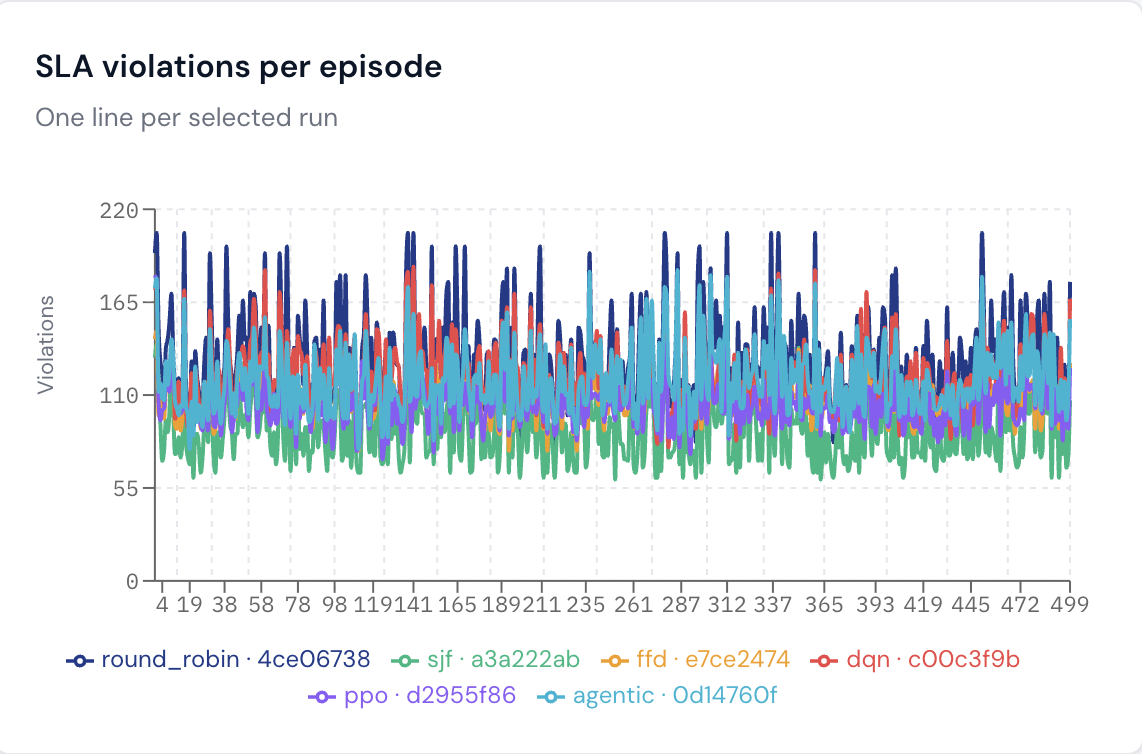 SLA violations per episode
One line per selected run
Violations
220
165
110
55
0
4 19 38 58 78 98 119 141 165 189 211 235 261 287 312 337 365 393 419 445 472 499
round_robin · 4ce06738 sjf · a3a222ab ffd · e7ce2474 dqn · c00c3f9b
ppo · d2955f86 agentic · 0d14760f